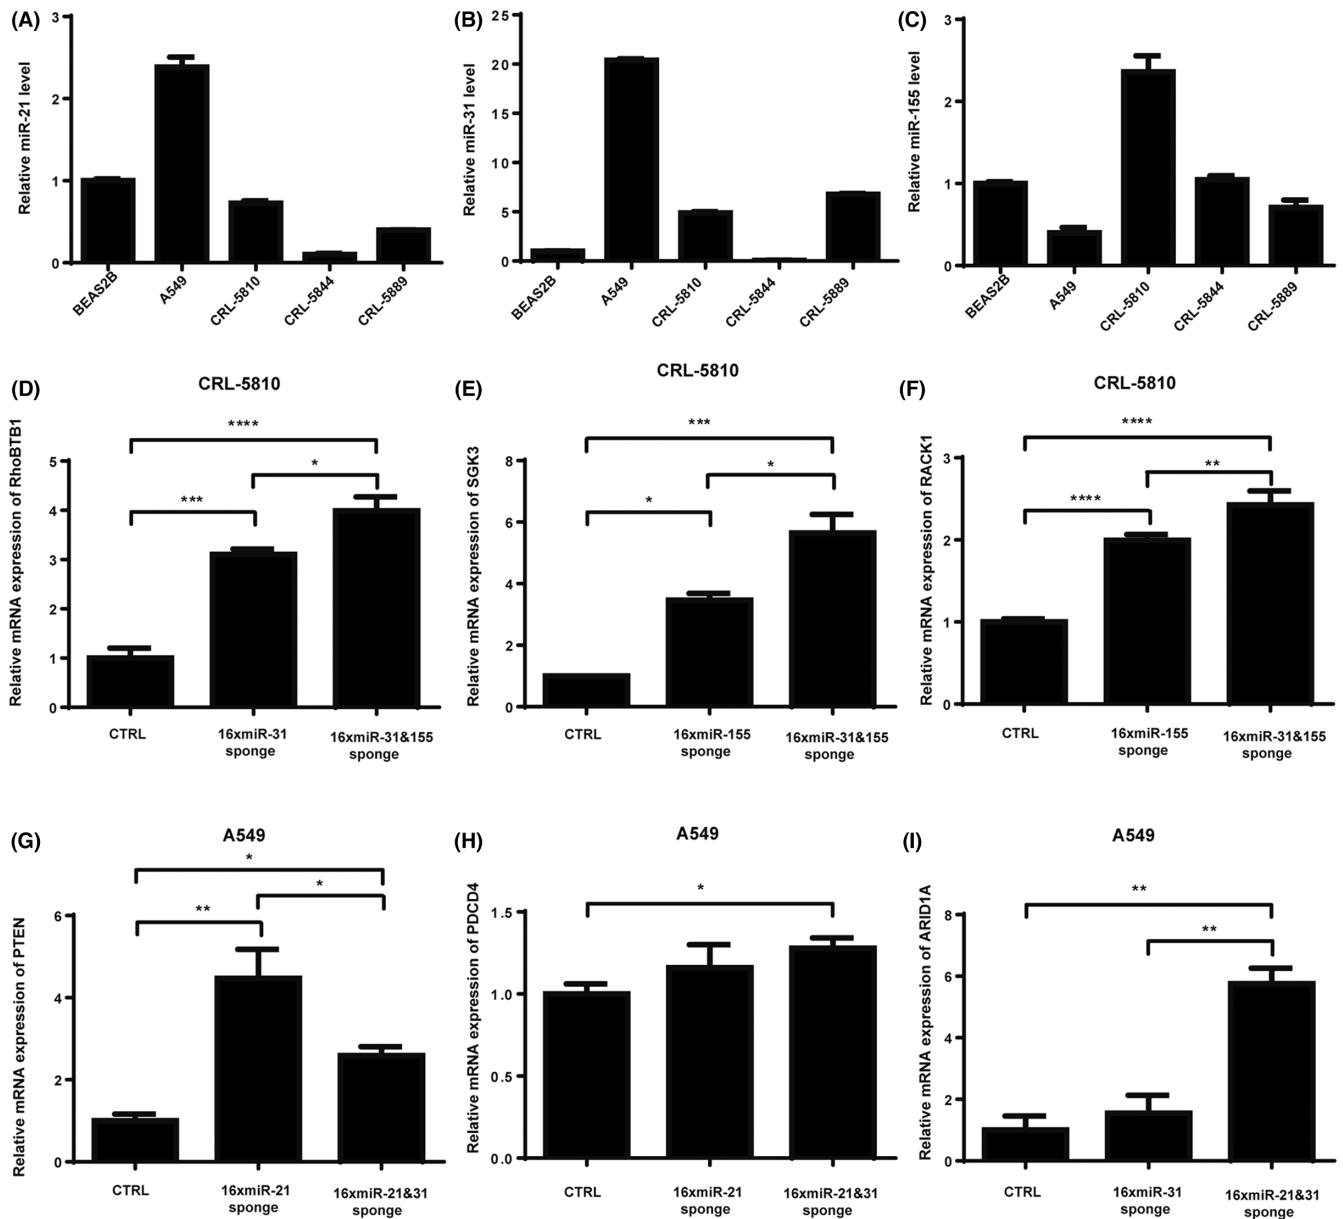 (A)
Relative miR-21 level
3
2
1
0
BEAS2B
A549
CRL-5810
CRL-5844
CRL-5889
(B)
Relative miR-31 level
25
20
15
10
5
0
BEAS2B
A549
CRL-5810
CRL-5844
CRL-5889
(C)
Relative miR-155 level
3
2
1
0
BEAS2B
A549
CRL-5810
CRL-5844
CRL-5889
(D)
CRL-5810
Relative mRNA expression of RhoBTB1
****
*
***
5
4
3
2
1
0
CTRL
16xmiR-31
sponge
16xmiR-31&155
sponge
(E)
CRL-5810
Relative mRNA expression of SGK3
***
*
*
8
6
4
2
0
CTRL
16xmiR-155
sponge
16xmiR-31&155
sponge
(F)
CRL-5810
Relative mRNA expression of RACK1
****
**
****
3
2
1
0
CTRL
16xmiR-155
sponge
16xmiR-31&155
sponge
(G)
A549
Relative mRNA expression of PTEN
*
*
**
6
4
2
0
CTRL
16xmiR-21
sponge
16xmiR-21&31
sponge
(H)
A549
Relative mRNA expression of PDCD4
*
1.5
1.0
0.5
0.0
CTRL
16xmiR-21
sponge
16xmiR-21&31
sponge
(I)
A549
Relative mRNA expression of ARID1A
**
**
8
6
4
2
0
CTRL
16xmiR-31
sponge
16xmiR-21&31
sponge